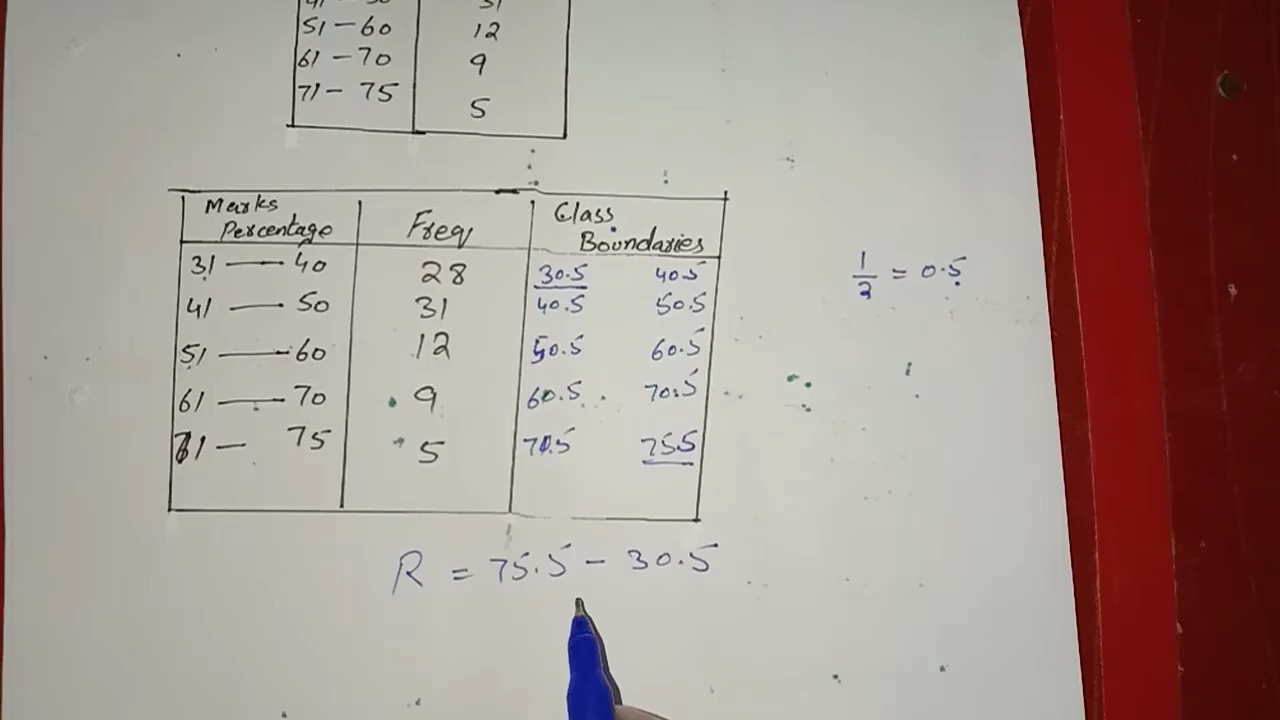 51 — 60 12
61 — 70 9
71 — 75 5
Marks Percentage Freq Class Boundaries
31 — 40 28 30.5 40.5
41 — 50 31 40.5 50.5
51 — 60 12 50.5 60.5
61 — 70 9 60.5 70.5
71 — 75 5 70.5 75.5
1/2 = 0.5
R = 75.5 − 30.5